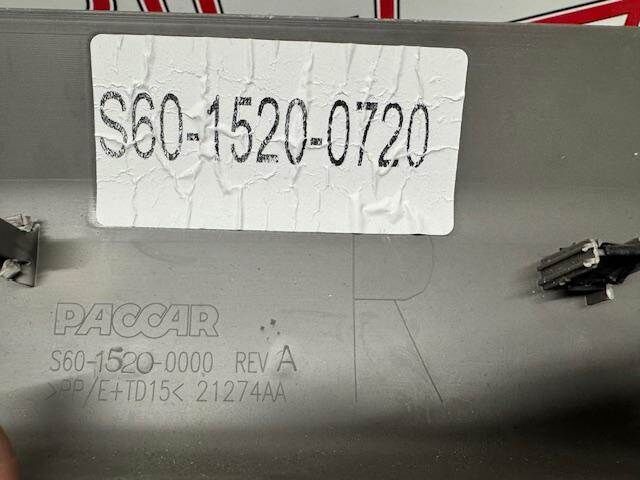 S60-1520-0720
PACCAR
S60-1520-0000 REV A
>PP/E+TD15< 21274AA
R